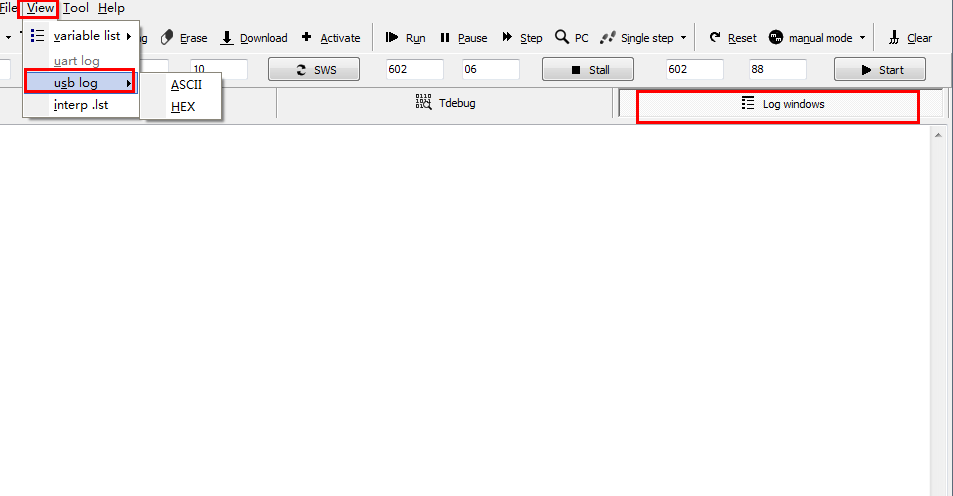 File View Tool Help
variable list Erase Download Activate Run Pause Step PC Single step Reset manual mode Clear
uart log
usb log 10 SWS 602 06 Stall 602 88 Start
ASCII
interp .lst HEX Tdebug Log windows